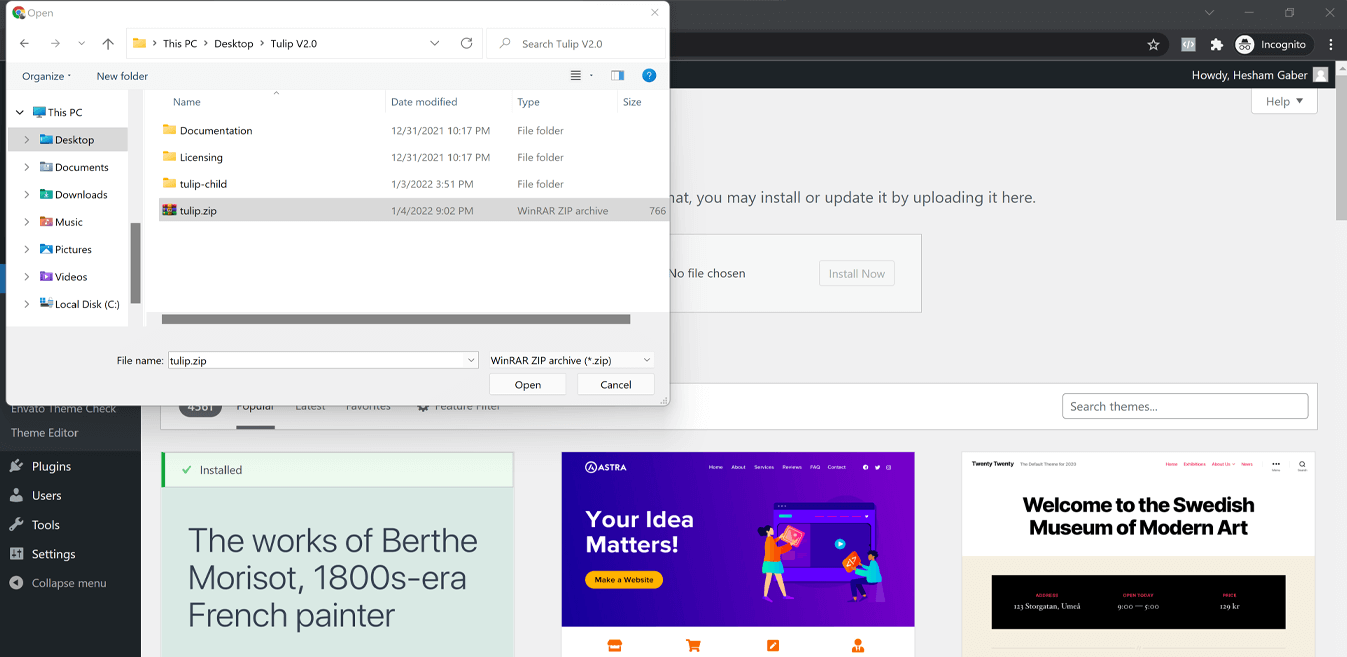 Open
This PC > Desktop > Tulip V2.0
Search Tulip V2.0
Organize
New folder
Name Date modified Type Size
This PC
Desktop
Documents
Downloads
Music
Pictures
Videos
Local Disk (C:)
Documentation 12/31/2021 10:17 PM File folder
Licensing 12/31/2021 10:17 PM File folder
tulip-child 1/3/2022 3:51 PM File folder
tulip.zip 1/4/2022 9:02 PM WinRAR ZIP archive 766
File name: tulip.zip WinRAR ZIP archive (*.zip)
Open Cancel
Incognito
Howdy, Hesham Gaber
Help ▼
hat, you may install or update it by uploading it here.
No file chosen
Install Now
4561 Popular Latest Favorites Feature Filter
Search themes...
Envato Theme Check
Theme Editor
Plugins
Users
Tools
Settings
Collapse menu
Installed
The works of Berthe
Morisot, 1800s-era
French painter
ASTRA
Home About Services Reviews FAQ Contact
Your Idea
Matters!
Make a Website
Twenty Twenty The Default Theme for 2020
Home Exhibitions About Us News
Welcome to the Swedish
Museum of Modern Art
ADDRESS OPEN TODAY PRICE
123 Storgatan, Umeå 9:00 — 5:00 129 kr